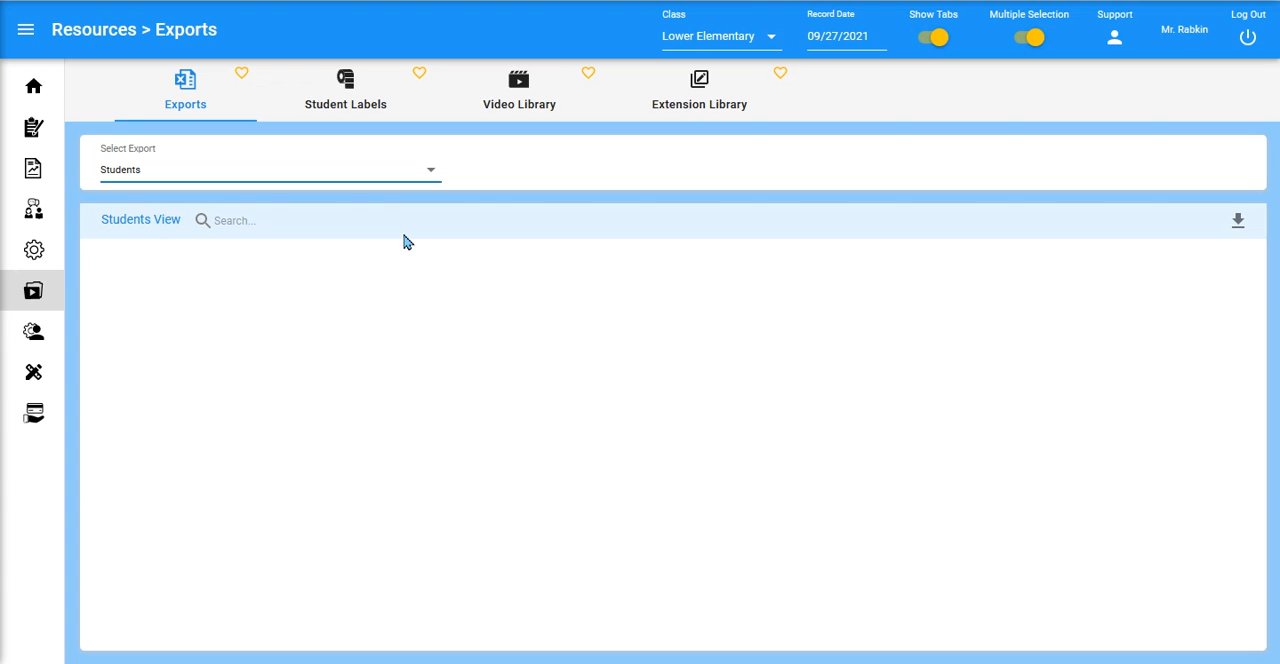 Resources > Exports
Class
Lower Elementary
Record Date
09/27/2021
Show Tabs
Multiple Selection
Support
Mr. Rabkin
Log Out
Exports
Student Labels
Video Library
Extension Library
Select Export
Students
Students View
Search...